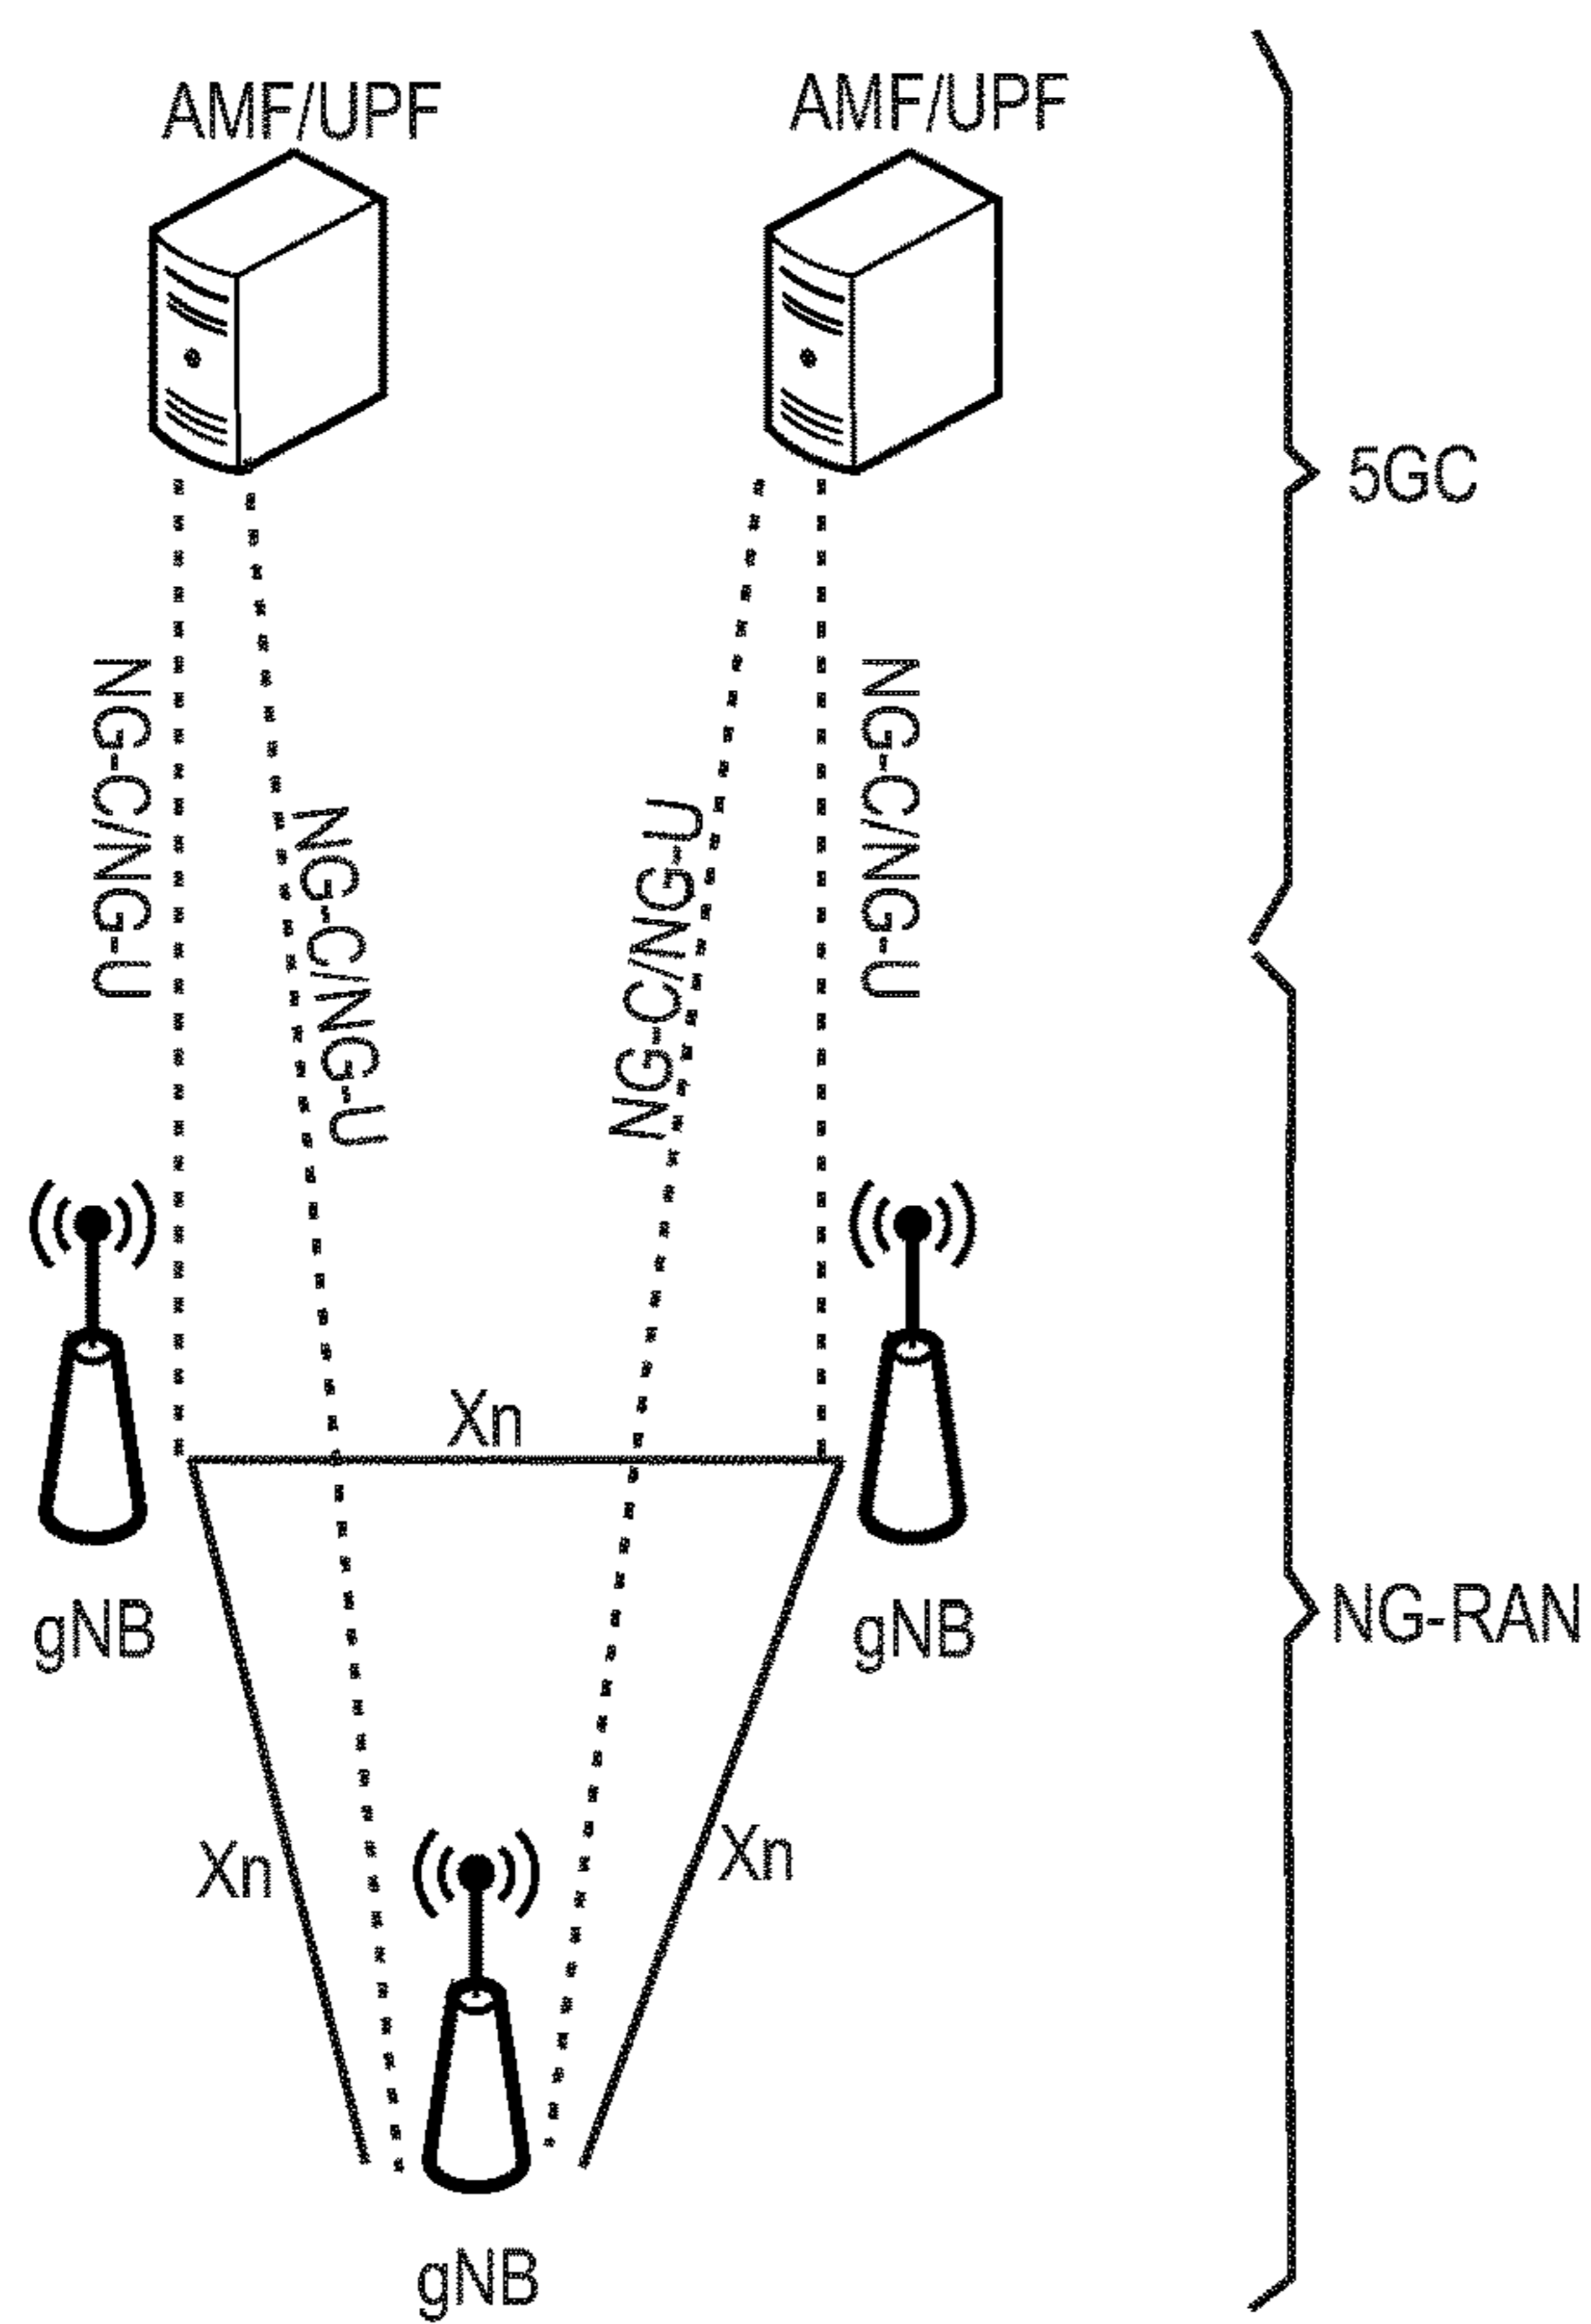 AMF/UPF
AMF/UPF
5GC
NG-C/NG-U
NG-C/NG-U
NG-C/NG-U
NG-C/NG-U
Xn
gNB
gNB
NG-RAN
Xn
Xn
gNB